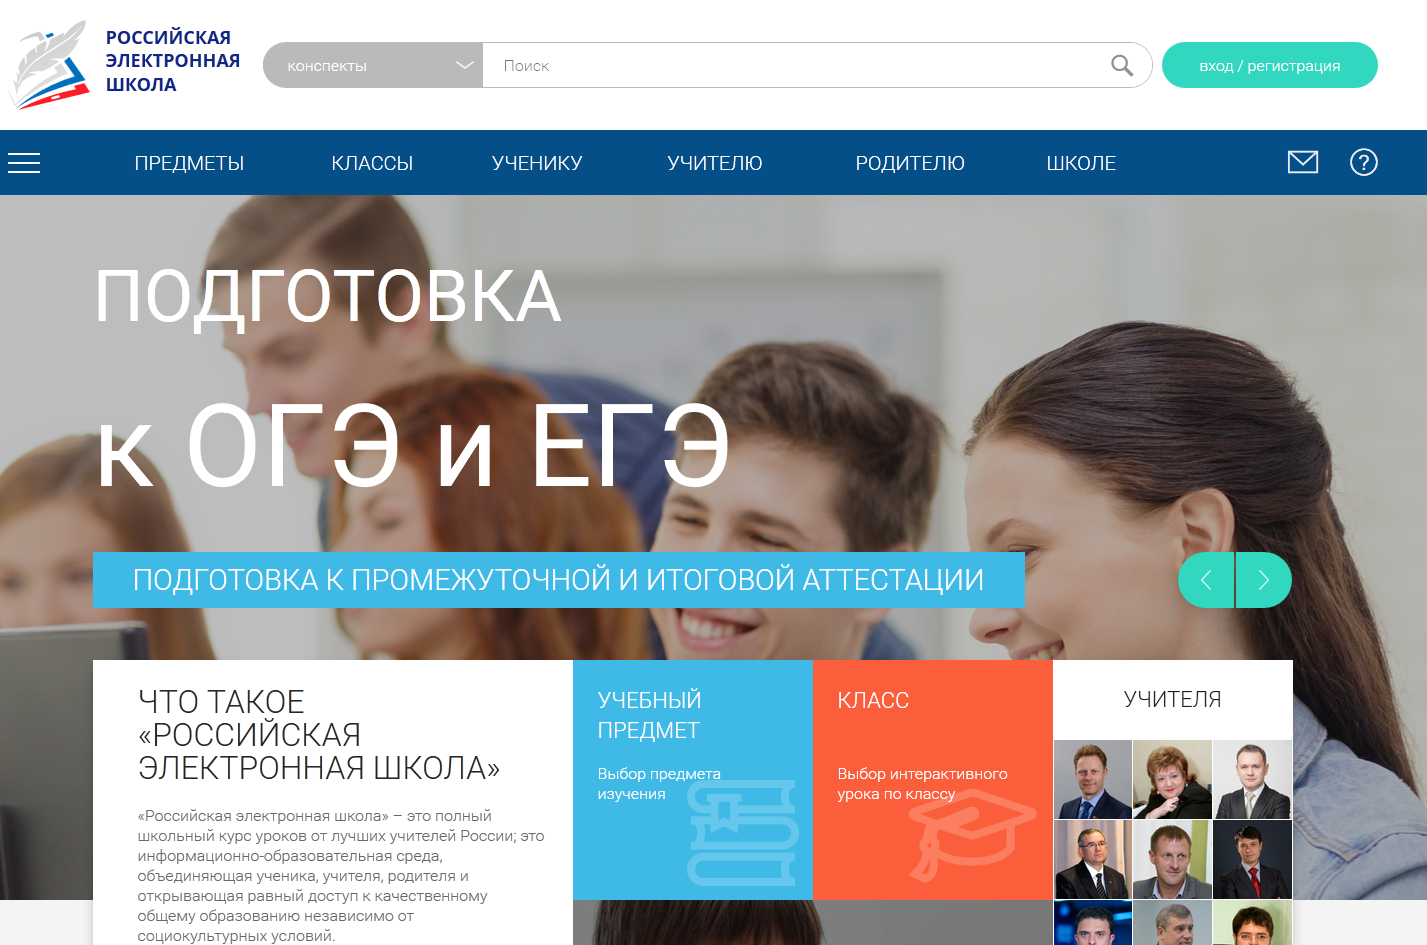 РОССИЙСКАЯ
ЭЛЕКТРОННАЯ
ШКОЛА
конспекты
Поиск
вход / регистрация
ПРЕДМЕТЫ
КЛАССЫ
УЧЕНИКУ
УЧИТЕЛЮ
РОДИТЕЛЮ
ШКОЛЕ
?
ПОДГОТОВКА
к ОГЭ и ЕГЭ
ПОДГОТОВКА К ПРОМЕЖУТОЧНОЙ И ИТОГОВОЙ АТТЕСТАЦИИ
ЧТО ТАКОЕ
«РОССИЙСКАЯ
ЭЛЕКТРОННАЯ ШКОЛА»
«Российская электронная школа» – это полный
школьный курс уроков от лучших учителей России; это
информационно-образовательная среда,
объединяющая ученика, учителя, родителя и
открывающая равный доступ к качественному
общему образованию независимо от
социокультурных условий.
УЧЕБНЫЙ
ПРЕДМЕТ
Выбор предмета
изучения
КЛАСС
Выбор интерактивного
урока по классу
УЧИТЕЛЯ